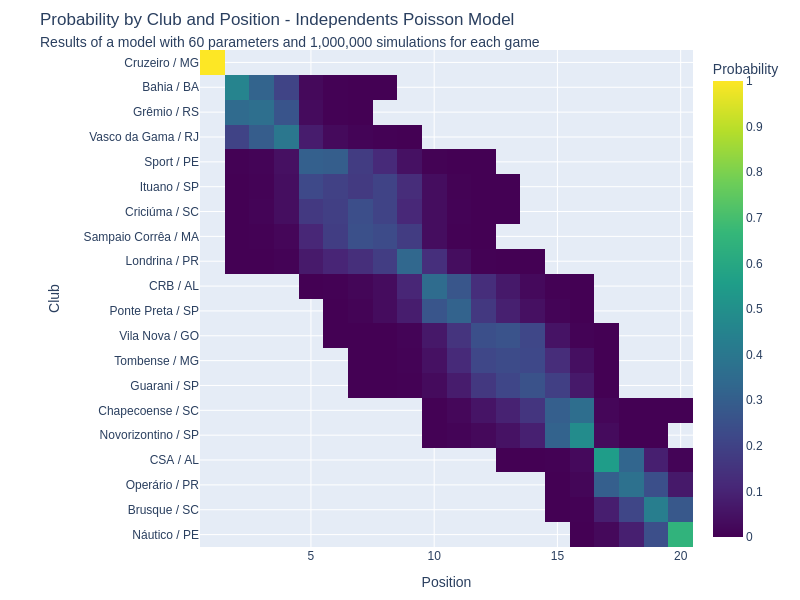 Probability by Club and Position - Independents Poisson Model
Results of a model with 60 parameters and 1,000,000 simulations for each game
Probability
Club
Cruzeiro / MG
Bahia / BA
Grêmio / RS
Vasco da Gama / RJ
Sport / PE
Ituano / SP
Criciúma / SC
Sampaio Corrêa / MA
Londrina / PR
CRB / AL
Ponte Preta / SP
Vila Nova / GO
Tombense / MG
Guarani / SP
Chapecoense / SC
Novorizontino / SP
CSA / AL
Operário / PR
Brusque / SC
Náutico / PE
5 10 15 20
Position
1
0.9
0.8
0.7
0.6
0.5
0.4
0.3
0.2
0.1
0